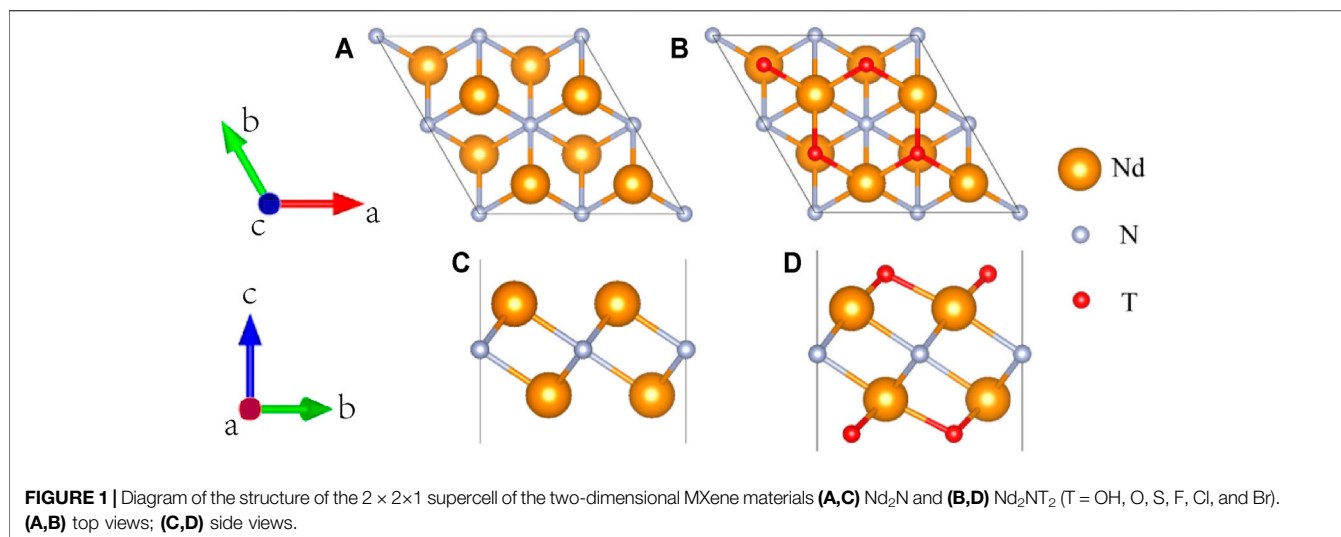 A
B
b
c
a
Nd
N
T
C
D
c
a
b
FIGURE 1 | Diagram of the structure of the 2 × 2×1 supercell of the two-dimensional MXene materials (A,C) Nd₂N and (B,D) Nd₂NT₂ (T = OH, O, S, F, Cl, and Br).
(A,B) top views; (C,D) side views.